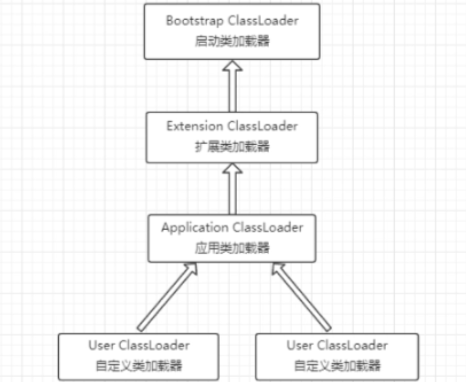 Bootstrap ClassLoader
启动类加载器
Extension ClassLoader
扩展类加载器
Application ClassLoader
应用类加载器
User ClassLoader
自定义类加载器
User ClassLoader
自定义类加载器